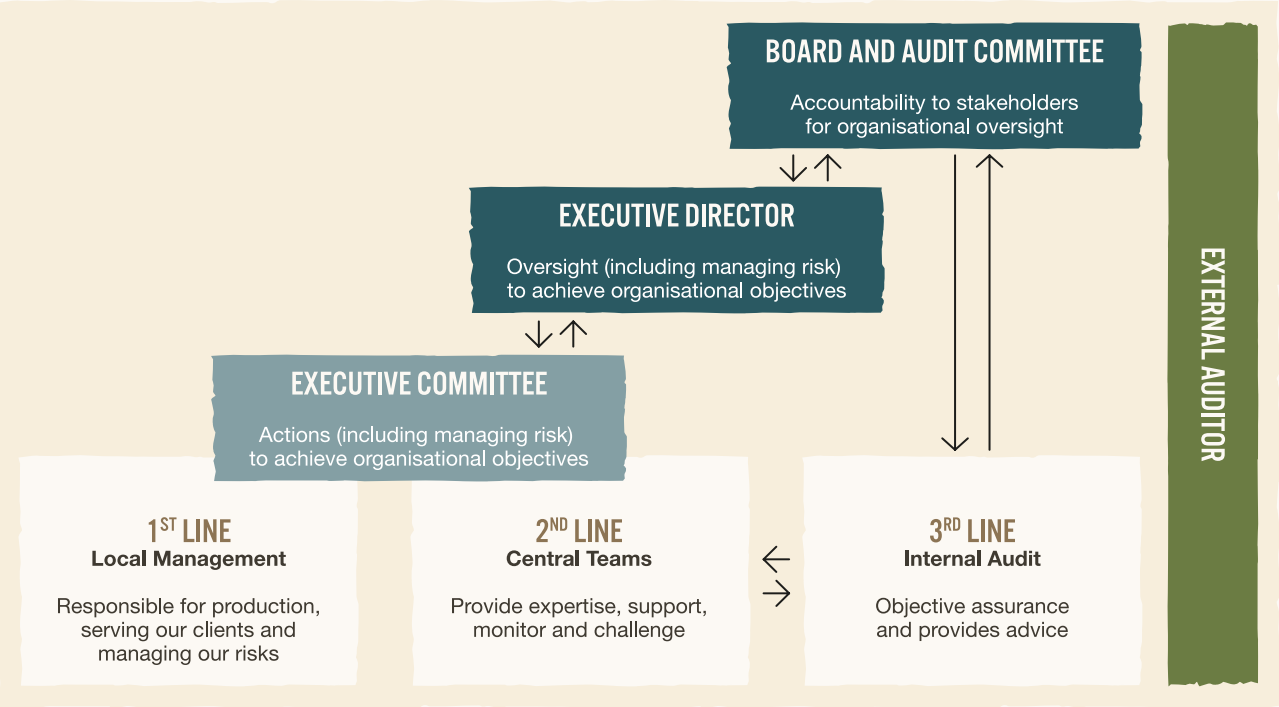 BOARD AND AUDIT COMMITTEE
Accountability to stakeholders
for organisational oversight
EXECUTIVE DIRECTOR
Oversight (including managing risk)
to achieve organisational objectives
EXECUTIVE COMMITTEE
Actions (including managing risk)
to achieve organisational objectives
1ST LINE
Local Management
Responsible for production,
serving our clients and
managing our risks
2ND LINE
Central Teams
Provide expertise, support,
monitor and challenge
3RD LINE
Internal Audit
Objective assurance
and provides advice
EXTERNAL AUDITOR